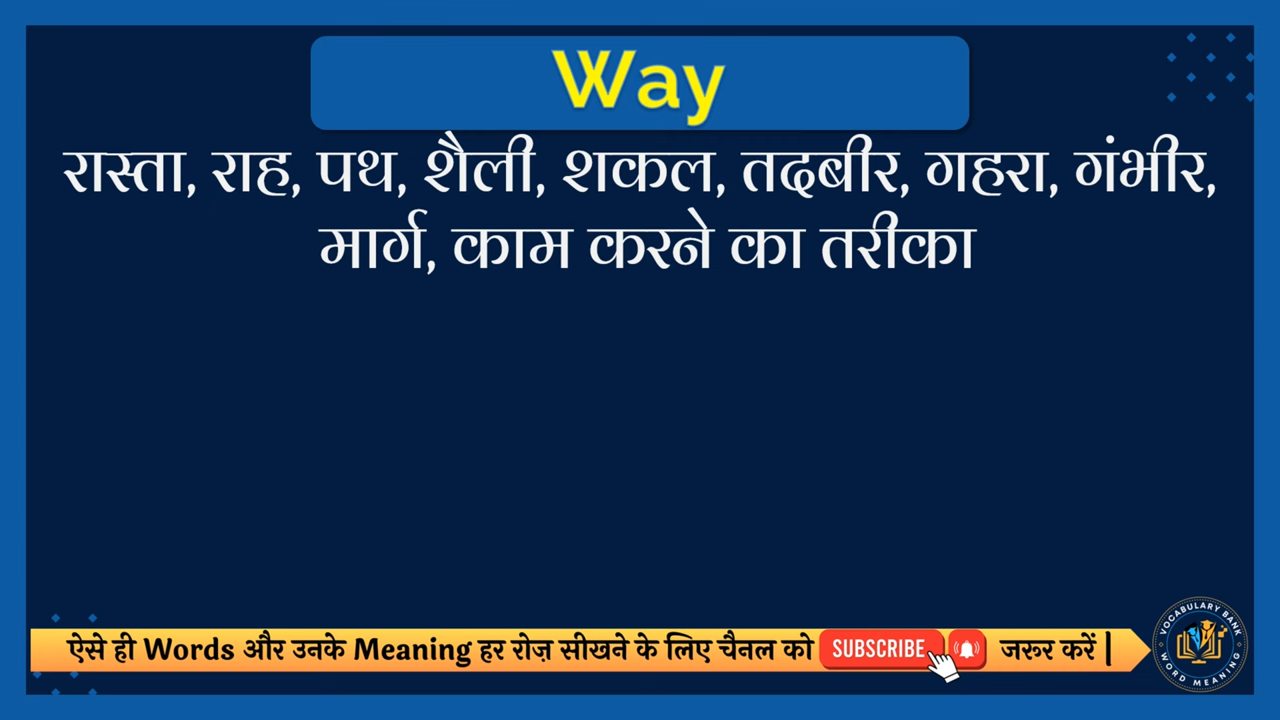 Way
रास्ता, राह, पथ, शैली, शकल, तदबीर, गहरा, गंभीर,
मार्ग, काम करने का तरीका
ऐसे ही Words और उनके Meaning हर रोज़ सीखने के लिए चैनल को SUBSCRIBE जरूर करें |
VOCABULARY BANK
WORD MEANING